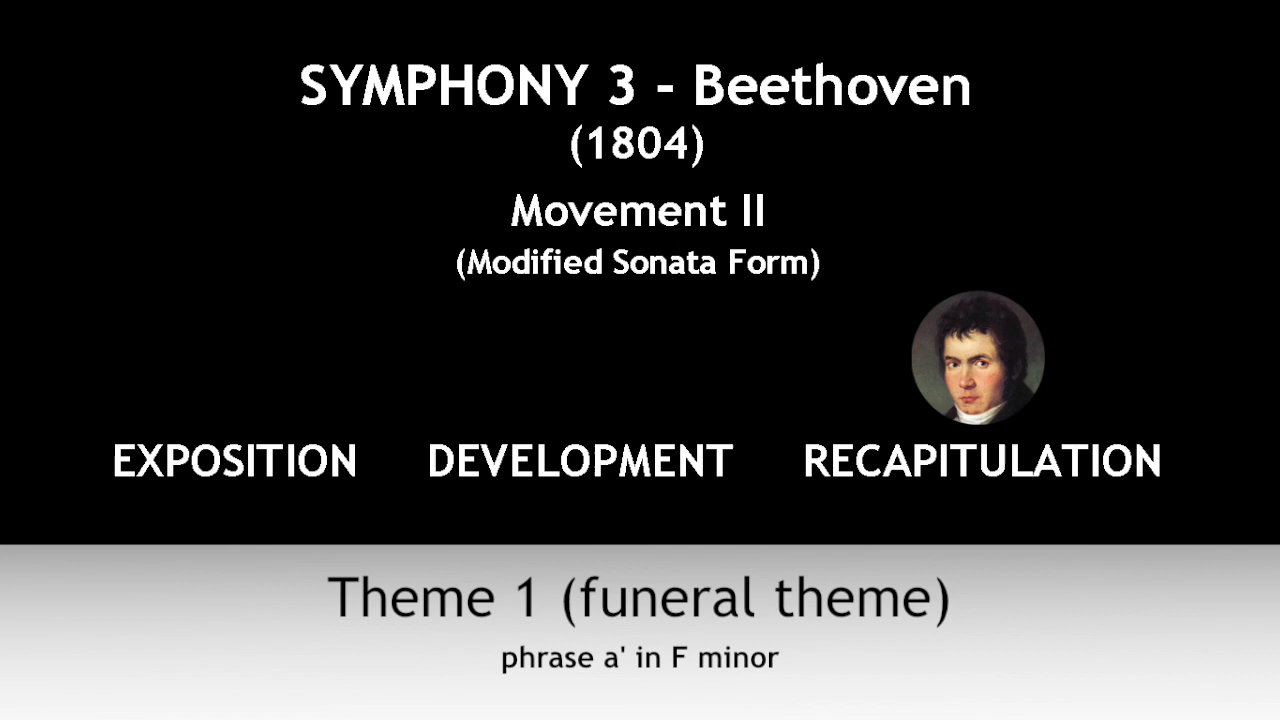 SYMPHONY 3 - Beethoven
(1804)
Movement II
(Modified Sonata Form)
EXPOSITION DEVELOPMENT RECAPITULATION
Theme 1 (funeral theme)
phrase a' in F minor